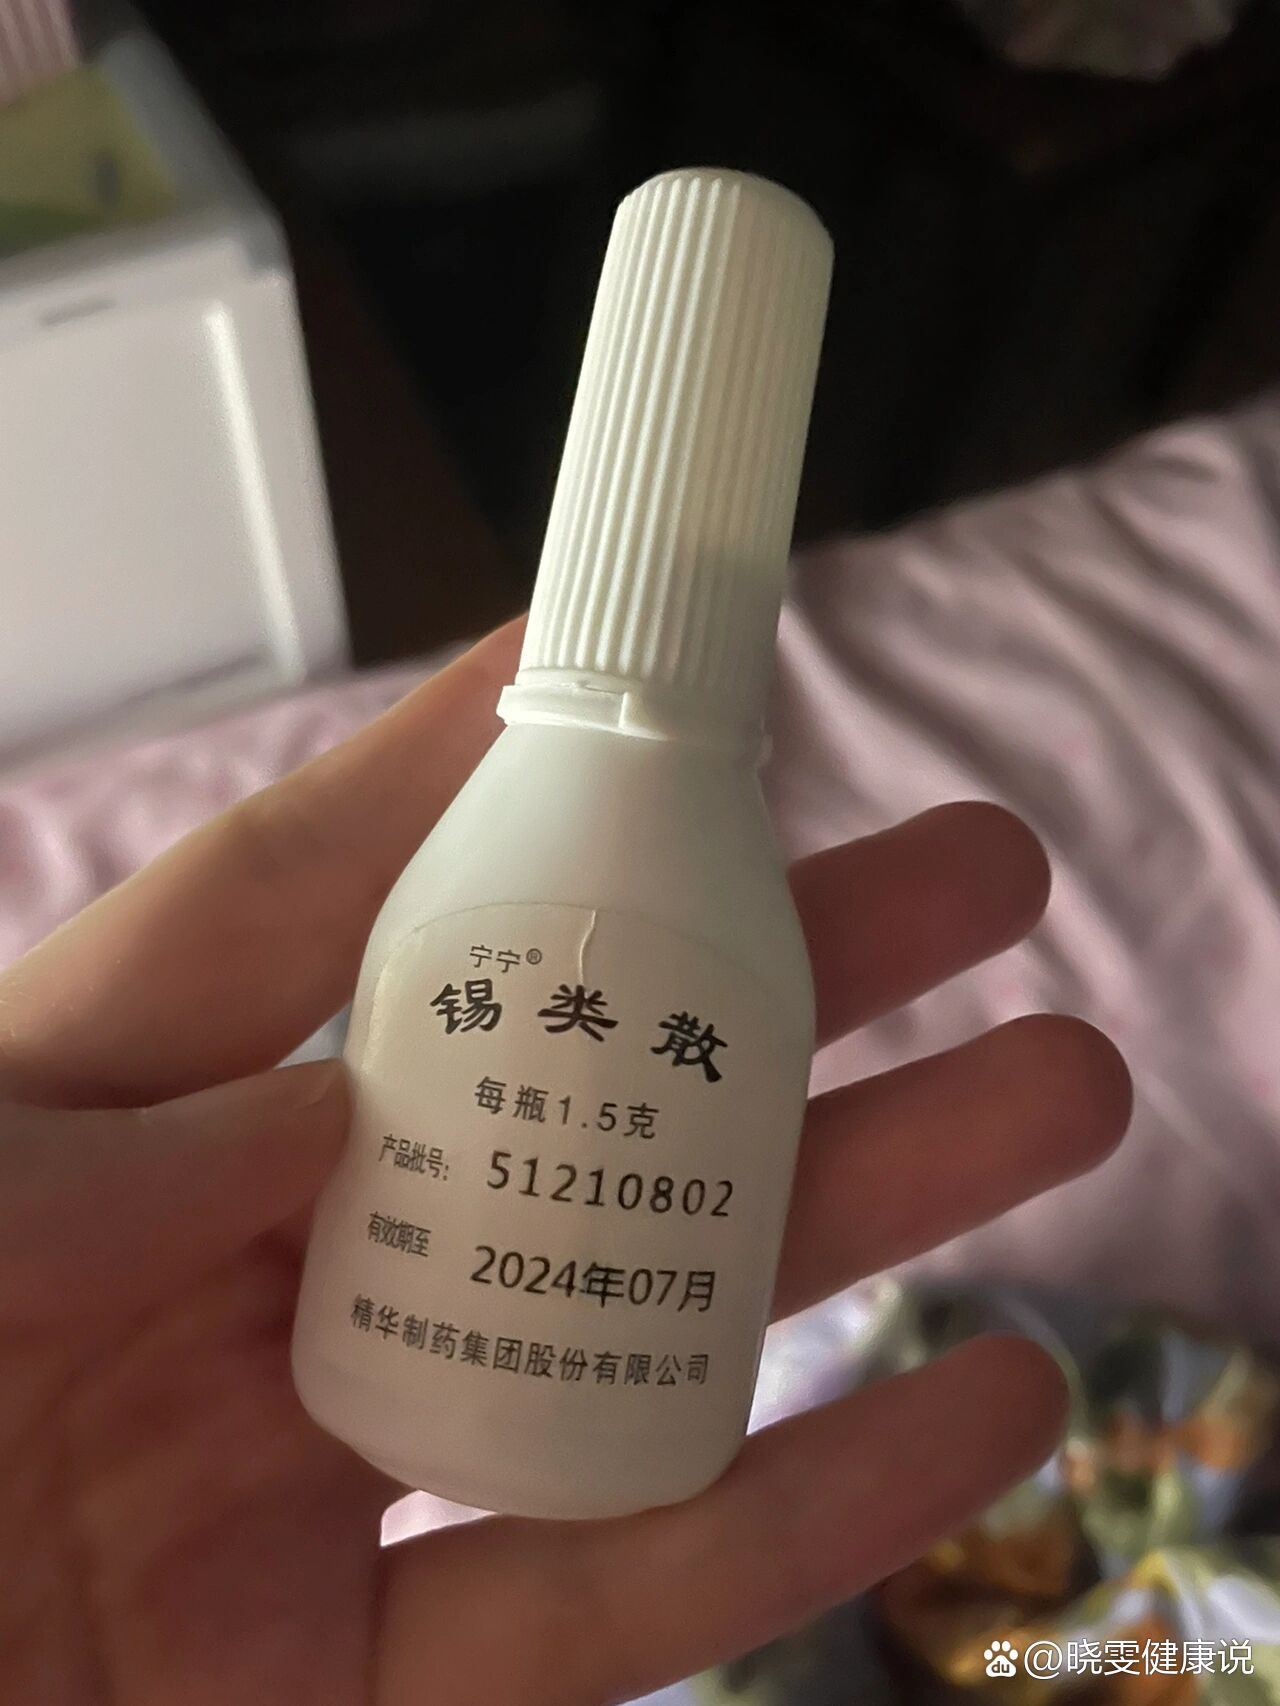 宁宁®
锡类散
每瓶1.5克
产品批号: 51210802
有效期至 2024年07月
精华制药集团股份有限公司
du @晓雯健康说